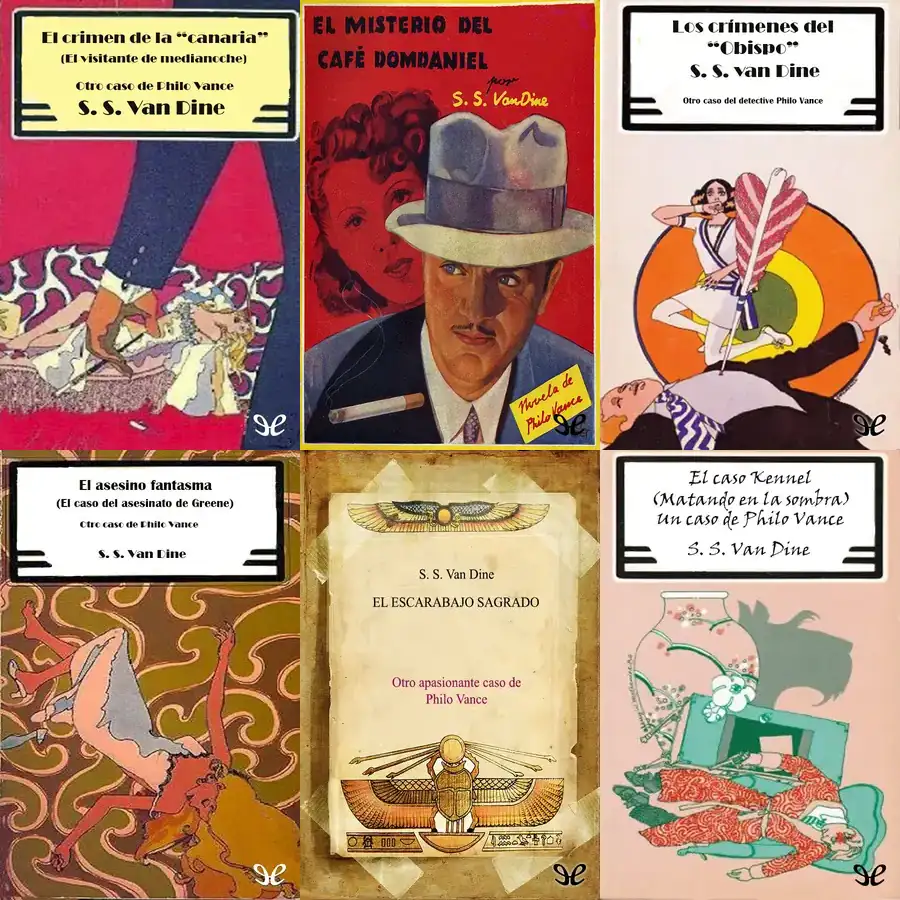 El crimen de la “canaria”
(El visitante de medianoche)
Otro caso de Philo Vance
S. S. Van Dine
EL MISTERIO DEL
CAFÉ DOMDANIEL
por
S. S. Van Dine
Novela de
Philo Vance
Los crímenes del
“Obispo”
S. S. van Dine
Otro caso del detective Philo Vance
El asesino fantasma
(El caso del asesinato de Greene)
Otro caso de Philo Vance
S. S. Van Dine
S. S. Van Dine
EL ESCARABAJO SAGRADO
Otro apasionante caso de
Philo Vance
El caso Kennel
(Matando en la sombra)
Un caso de Philo Vance
S. S. Van Dine